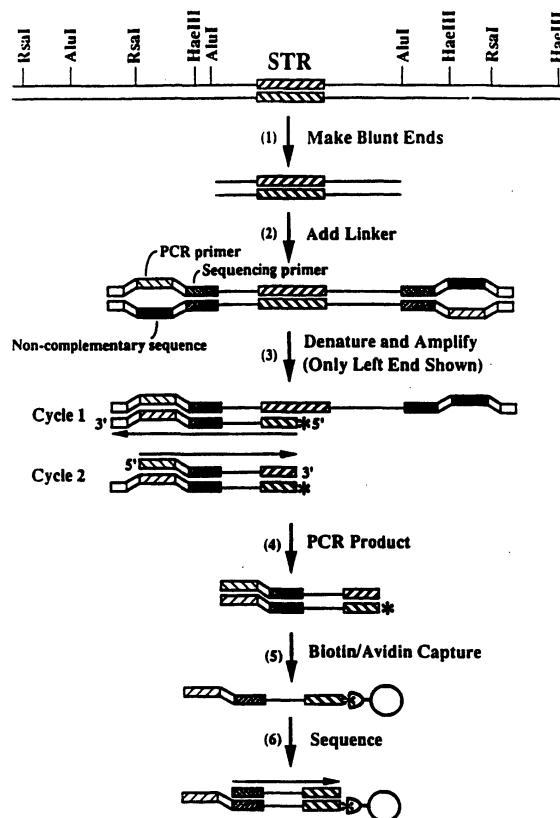 RsaI
AluI
RsaI
HaeIII
AluI
AluI
HaeIII
RsaI
HaeIII
STR
(1) Make Blunt Ends
(2) Add Linker
PCR primer
Sequencing primer
Non-complementary sequence
(3) Denature and Amplify
(Only Left End Shown)
Cycle 1
3'
*5'
Cycle 2
5'
3'
*
(4) PCR Product
*
(5) Biotin/Avidin Capture
(6) Sequence